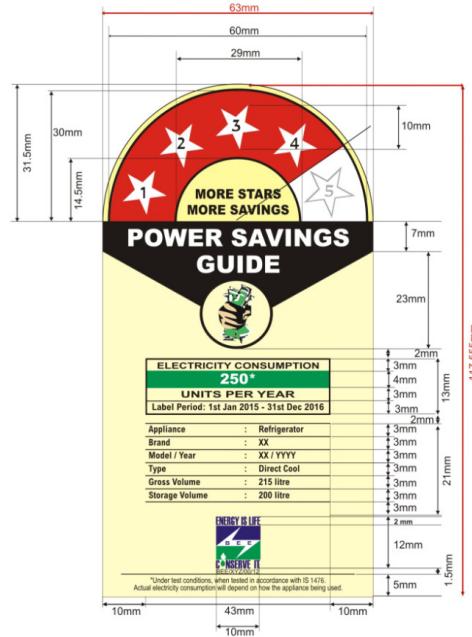 63mm
60mm
29mm
31.5mm
30mm
14.5mm
1
2
3
4
5
10mm
MORE STARS
MORE SAVINGS
POWER SAVINGS
GUIDE
7mm
23mm
2mm
ELECTRICITY CONSUMPTION
250*
UNITS PER YEAR
Label Period: 1st Jan 2015 - 31st Dec 2016
3mm
4mm
3mm
3mm
13mm
2mm
Appliance : Refrigerator
Brand : XX
Model / Year : XX / YYYY
Type : Direct Cool
Gross Volume : 215 litre
Storage Volume : 200 litre
3mm
3mm
3mm
3mm
3mm
3mm
3mm
21mm
2 mm
ENERGY IS LIFE
BEE
CONSERVE IT
12mm
1.5mm
*Under test conditions, when tested in accordance with IS 1476.
Actual electricity consumption will depend on how the appliance being used.
5mm
10mm
43mm
10mm
10mm